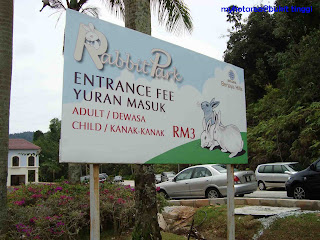 Rabbit Park
ENTRANCE FEE
YURAN MASUK
ADULT / DEWASA
CHILD / KANAK-KANAK RM3